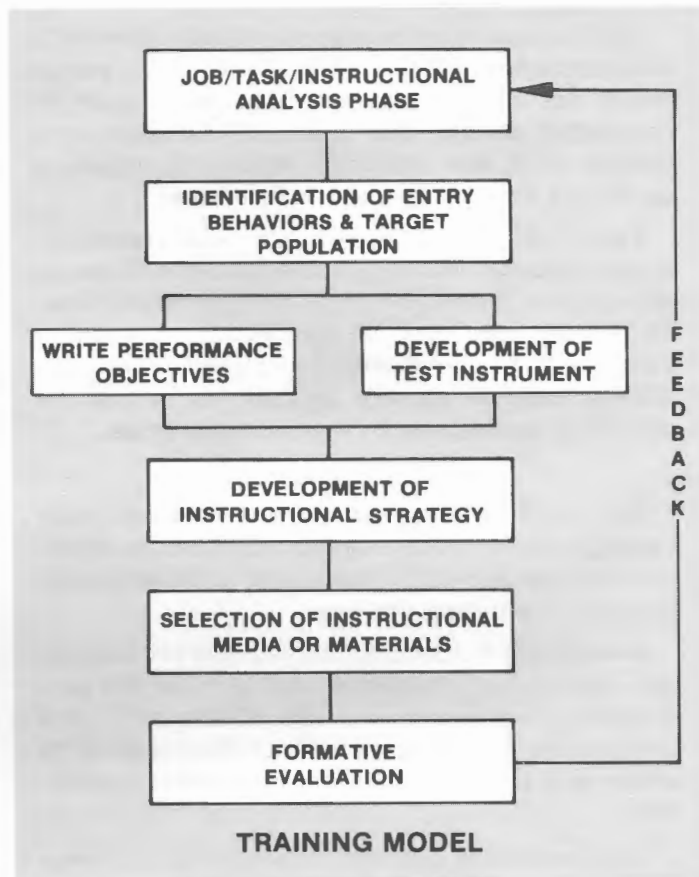 JOB/TASK/INSTRUCTIONAL
ANALYSIS PHASE
IDENTIFICATION OF ENTRY
BEHAVIORS & TARGET
POPULATION
WRITE PERFORMANCE
OBJECTIVES
DEVELOPMENT OF
TEST INSTRUMENT
DEVELOPMENT OF
INSTRUCTIONAL STRATEGY
SELECTION OF INSTRUCTIONAL
MEDIA OR MATERIALS
FORMATIVE
EVALUATION
FEEDBACK
TRAINING MODEL